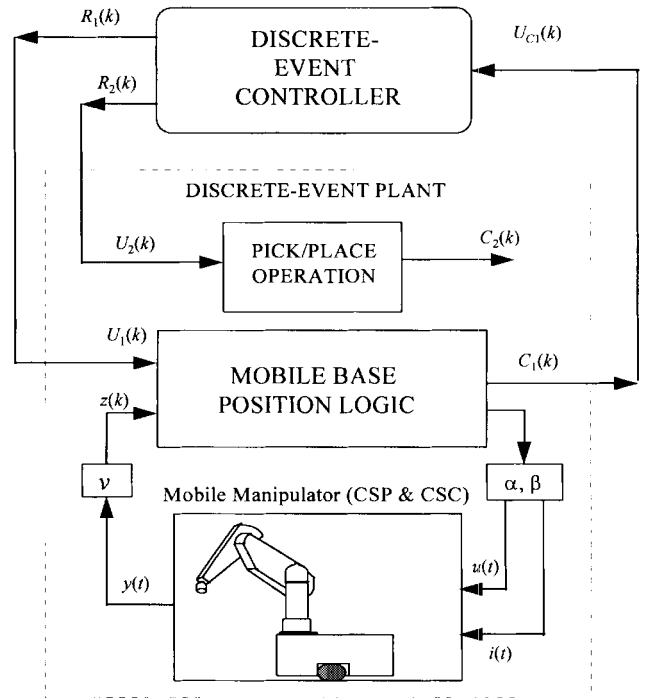 R1(k)
DISCRETE-
EVENT
CONTROLLER
UC1(k)
R2(k)
DISCRETE-EVENT PLANT
U2(k)
PICK/PLACE
OPERATION
C2(k)
U1(k)
MOBILE BASE
POSITION LOGIC
C1(k)
z(k)
ν
α, β
Mobile Manipulator (CSP & CSC)
y(t)
u(t)
i(t)